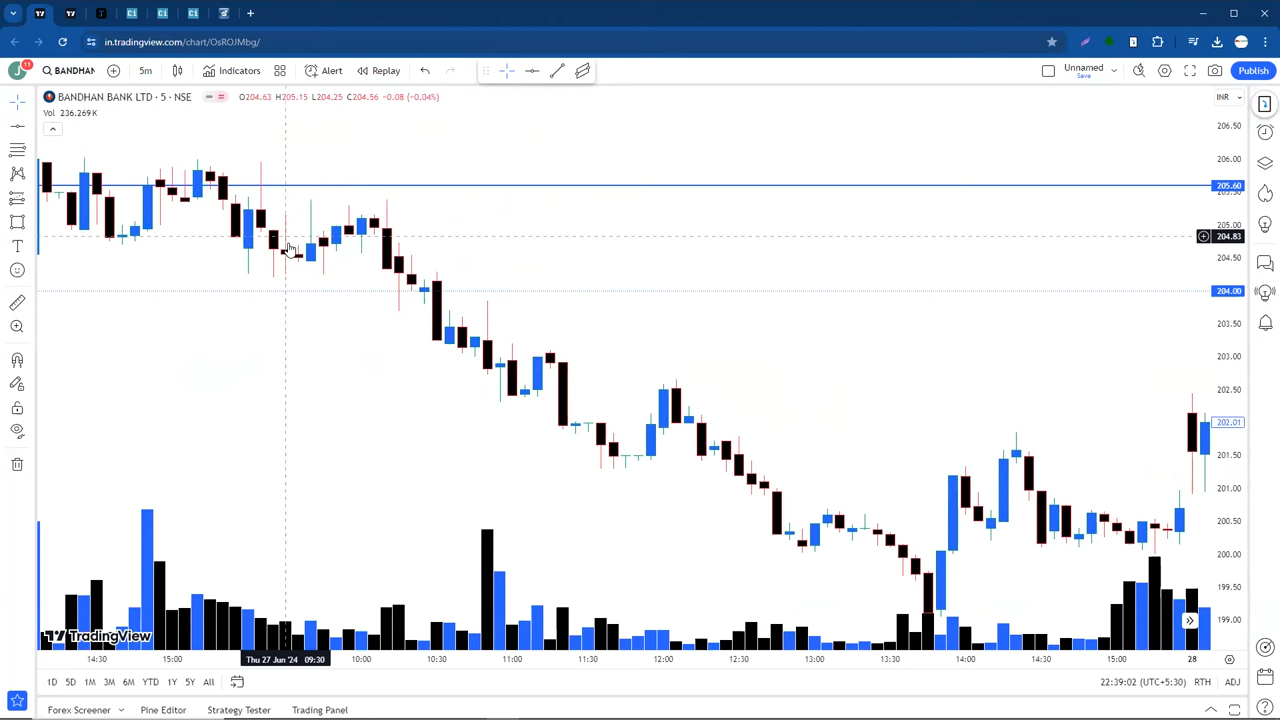 in.tradingview.com/chart/OsROJMbg/
J 11 BANDHAN 5m Indicators Alert Replay Unnamed Save Publish
BANDHAN BANK LTD · 5 · NSE O204.63 H205.15 L204.25 C204.56 −0.08 (−0.04%) INR
Vol 236.269 K
206.50
206.00
205.60
205.50
205.00
204.83
204.50
204.00
203.50
203.00
202.50
202.01
201.50
201.00
200.50
200.00
199.50
199.00
TradingView
14:30 15:00 Thu 27 Jun '24 09:30 10:00 10:30 11:00 11:30 12:00 12:30 13:00 13:30 14:00 14:30 15:00 28
1D 5D 1M 3M 6M YTD 1Y 5Y All 22:39:02 (UTC+5:30) RTH ADJ
Forex Screener Pine Editor Strategy Tester Trading Panel